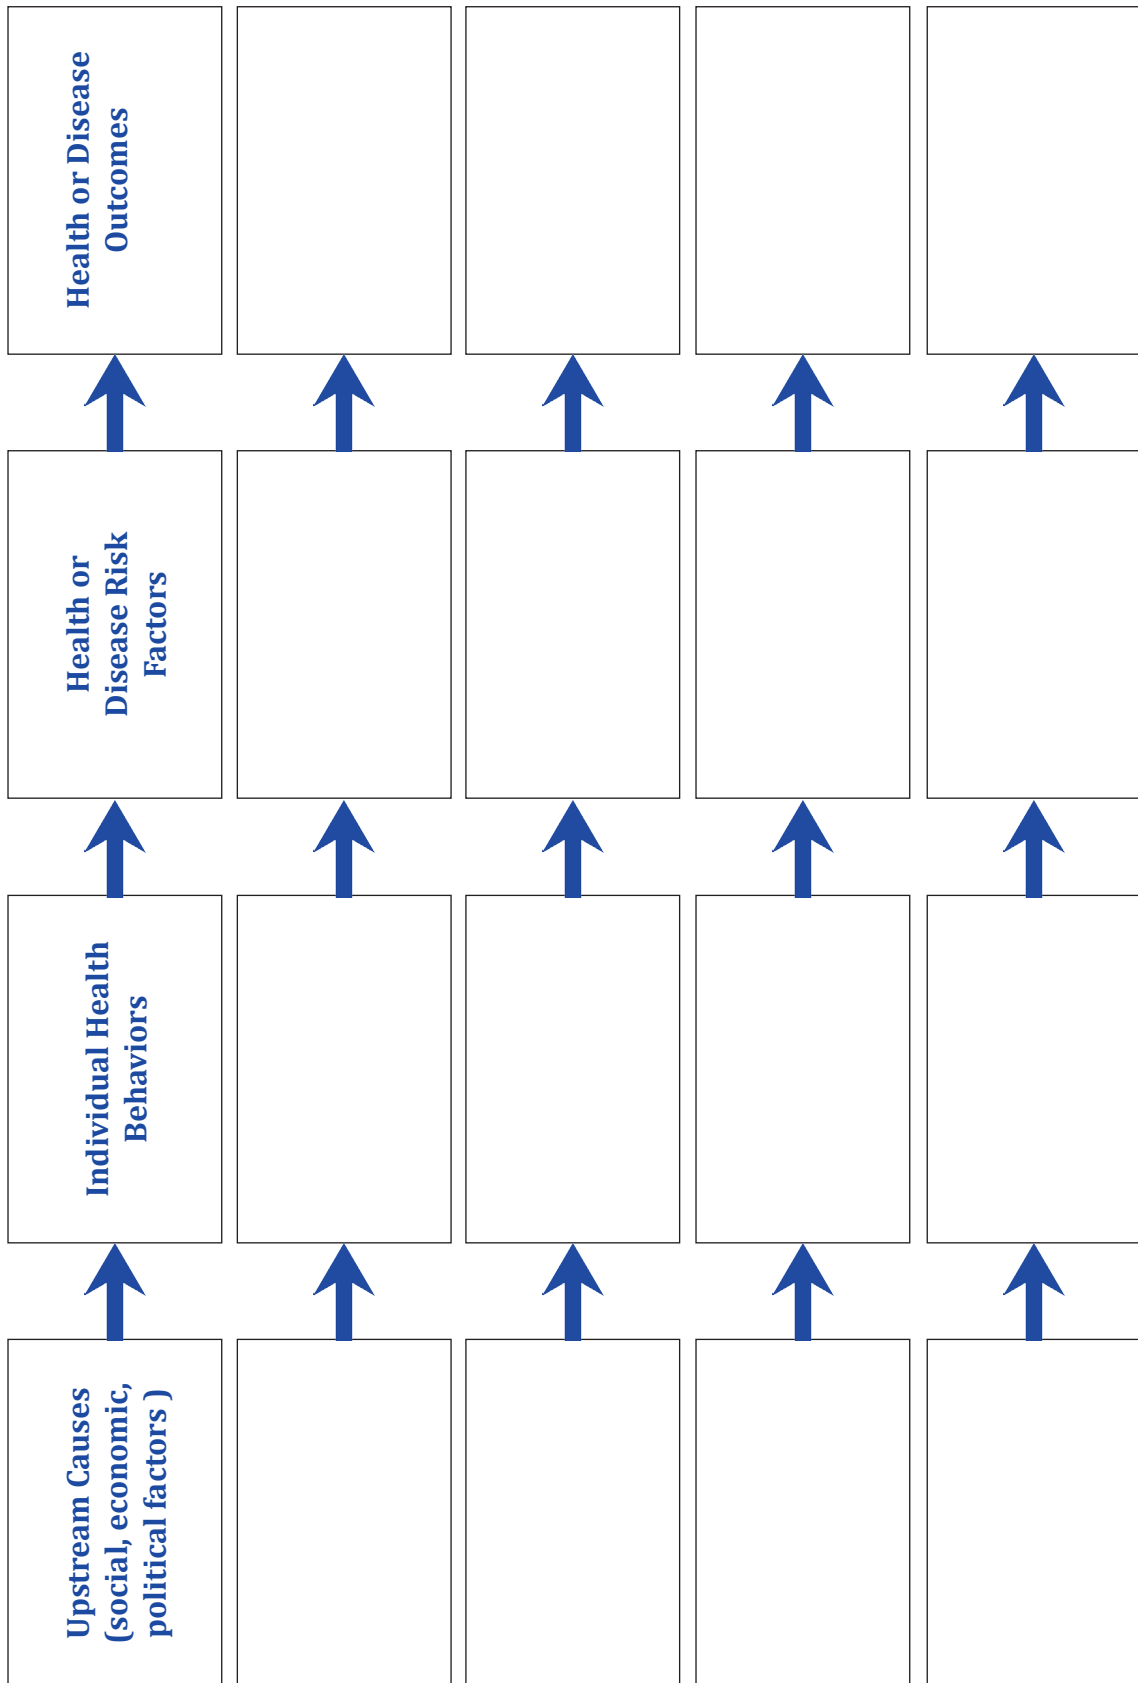 Upstream Causes
(social, economic,
political factors )
Individual Health
Behaviors
Health or
Disease Risk
Factors
Health or Disease
Outcomes